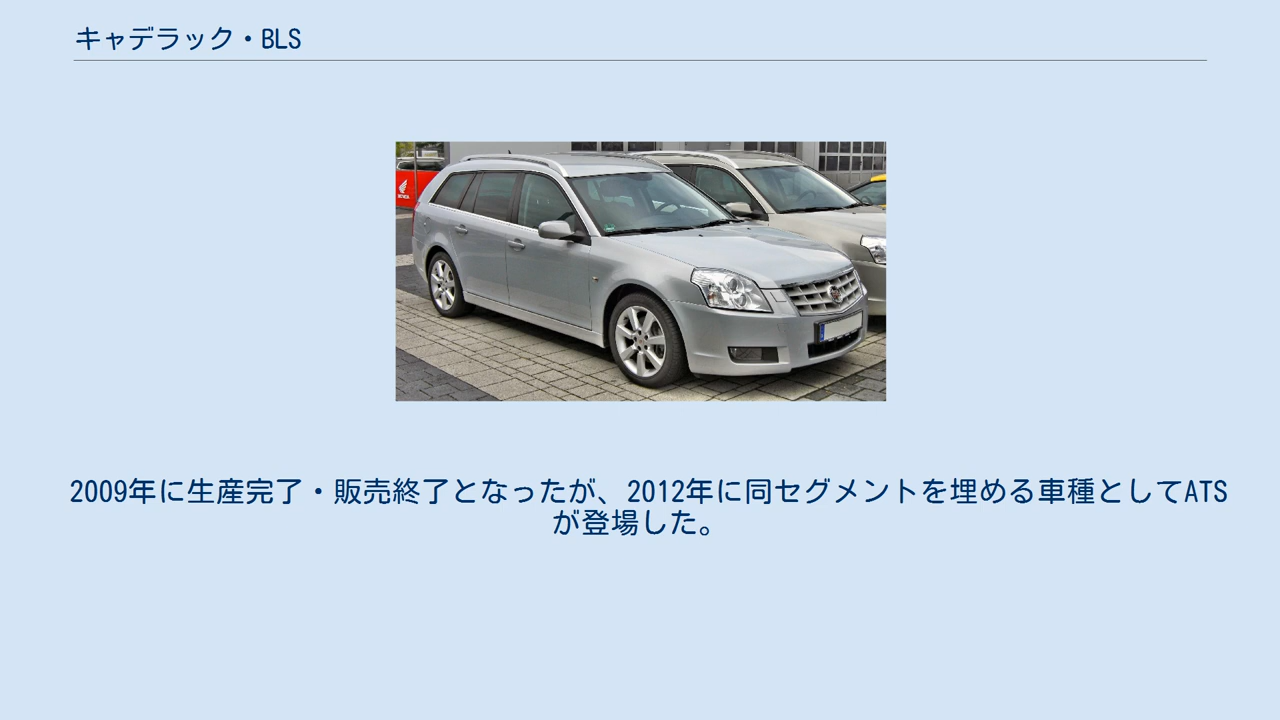 キャデラック・BLS
2009年に生産完了・販売終了となったが、2012年に同セグメントを埋める車種としてATS
が登場した。